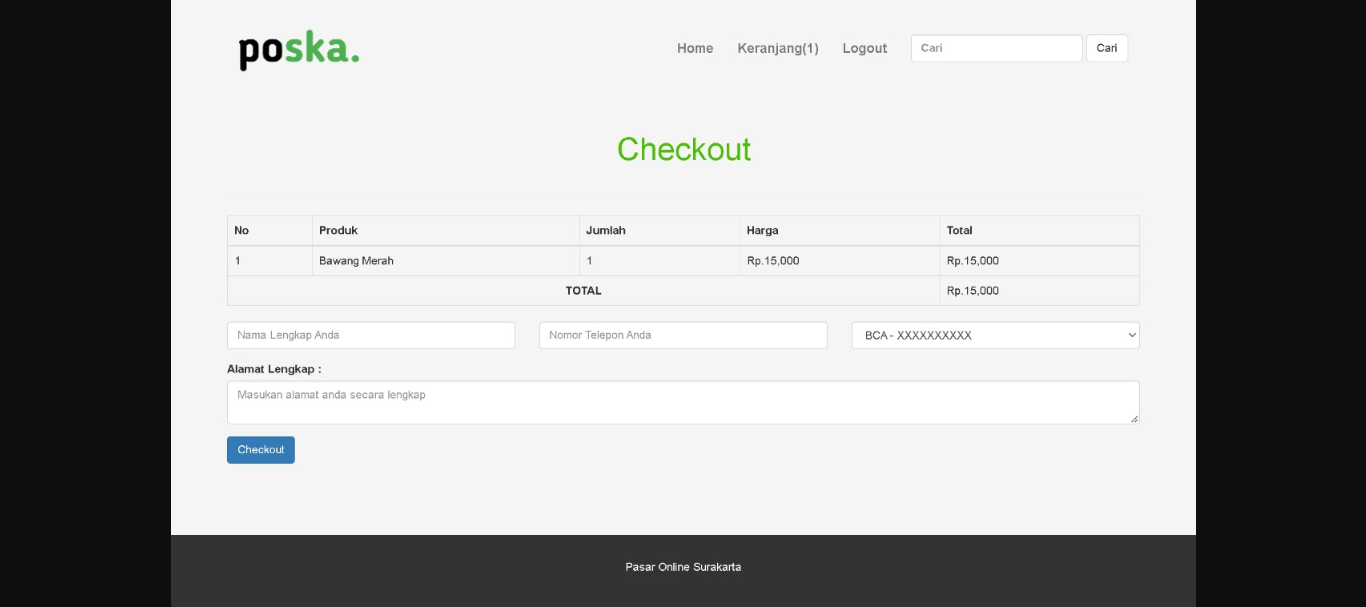 poska.
Home Keranjang(1) Logout Cari Cari
Checkout
No Produk Jumlah Harga Total
1 Bawang Merah 1 Rp.15,000 Rp.15,000
TOTAL Rp.15,000
Nama Lengkap Anda Nomor Telepon Anda BCA - XXXXXXXXXX
Alamat Lengkap :
Masukan alamat anda secara lengkap
Checkout
Pasar Online Surakarta